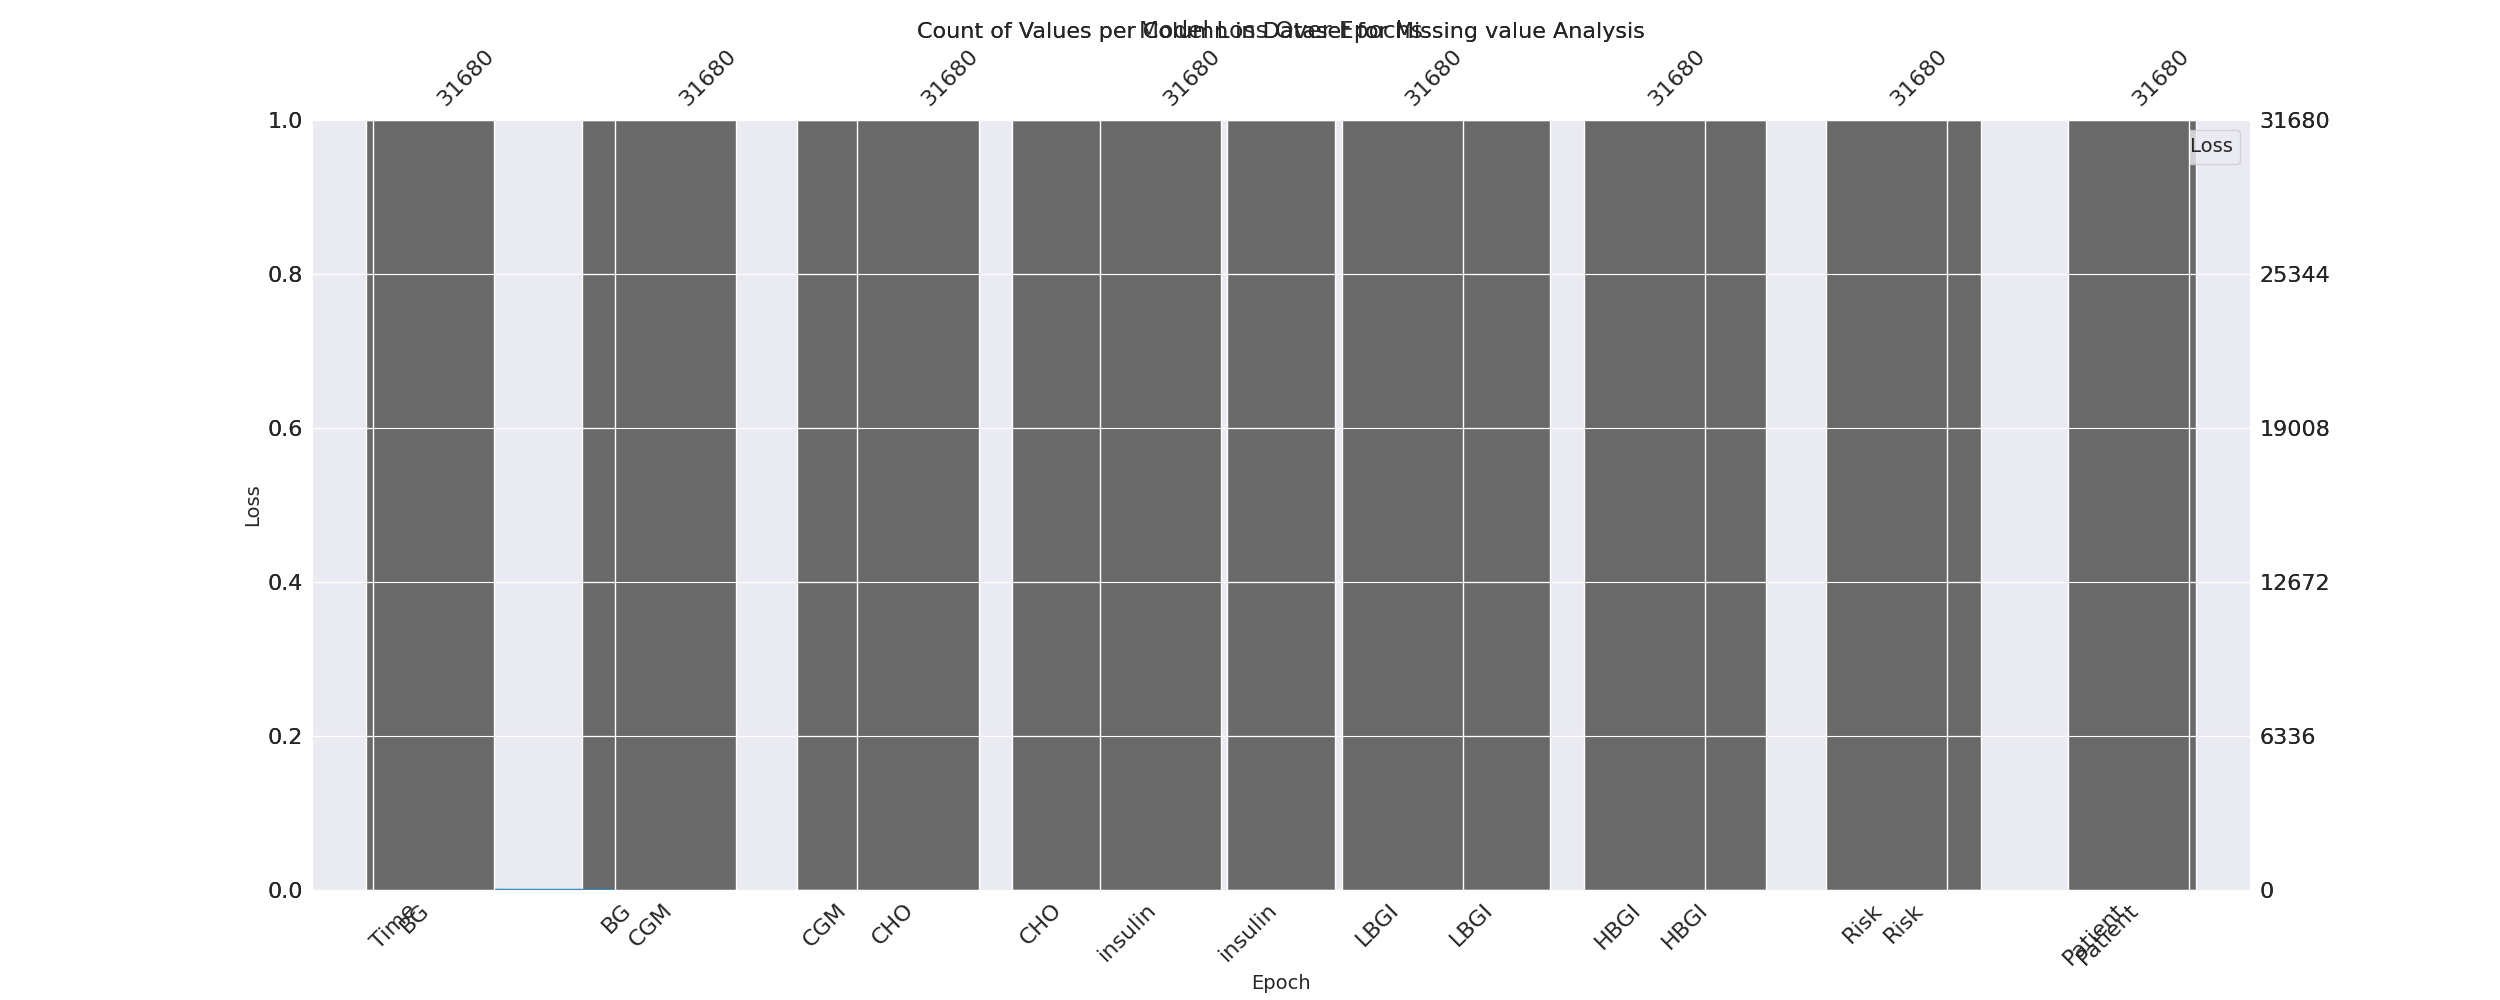 Count of Values per Column in Dataset for Missing value Analysis
Model Loss Over Epochs
31680 31680 31680 31680 31680 31680 31680 31680
1.0 31680
Loss
0.8 25344
0.6 19008
Loss
0.4 12672
0.2 6336
0.0 0
Time BG BG CGM CGM CHO CHO insulin insulin LBGI LBGI HBGI HBGI Risk Risk Patient Patient
Epoch